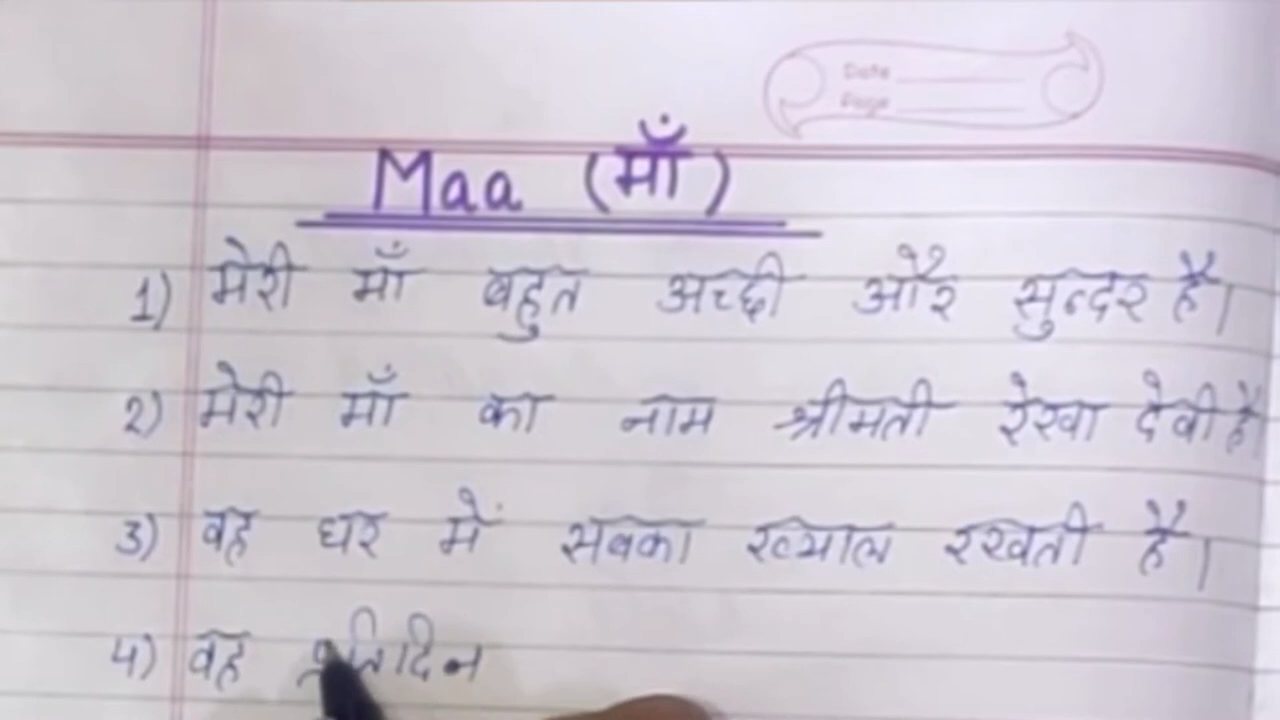 Date
Page
Maa (माँ)
1) मेरी माँ बहुत अच्छी और सुन्दर है।
2) मेरी माँ का नाम श्रीमती रेखा देवी है
3) वह घर में सबका ख्याल रखती है।
4) वह प्रतिदिन